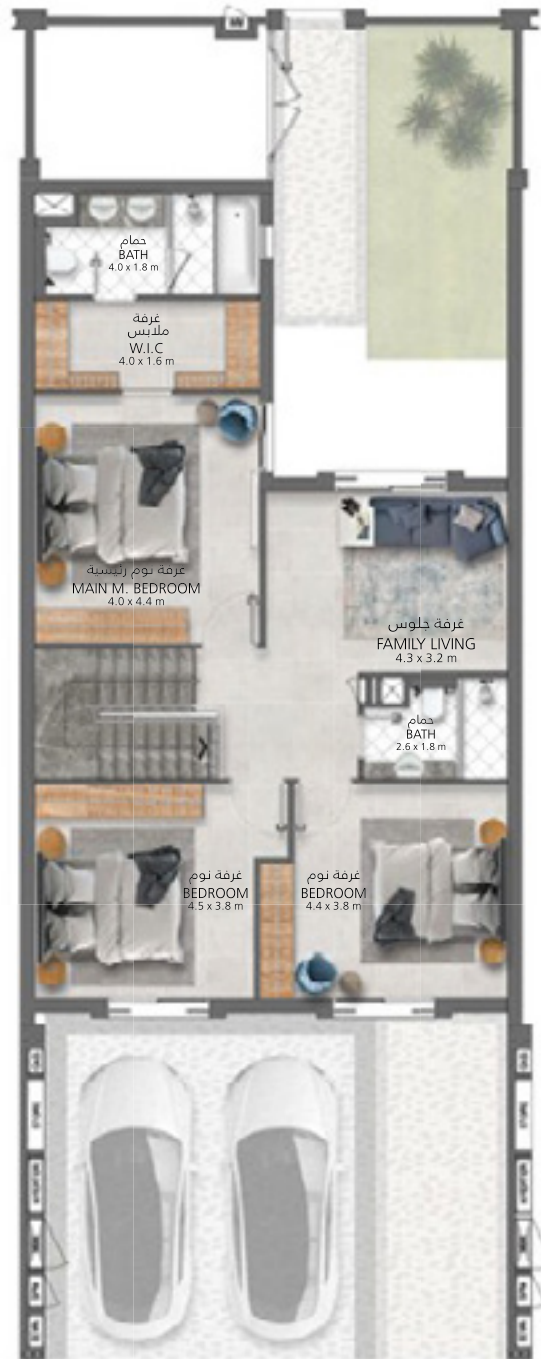 حمام
BATH
4.0 x 1.8 m
غرفة
ملابس
W.I.C
4.0 x 1.6 m
غرفة نوم رئيسية
MAIN M. BEDROOM
4.0 x 4.4 m
غرفة جلوس
FAMILY LIVING
4.3 x 3.2 m
حمام
BATH
2.6 x 1.8 m
غرفة نوم
BEDROOM
4.5 x 3.8 m
غرفة نوم
BEDROOM
4.4 x 3.8 m